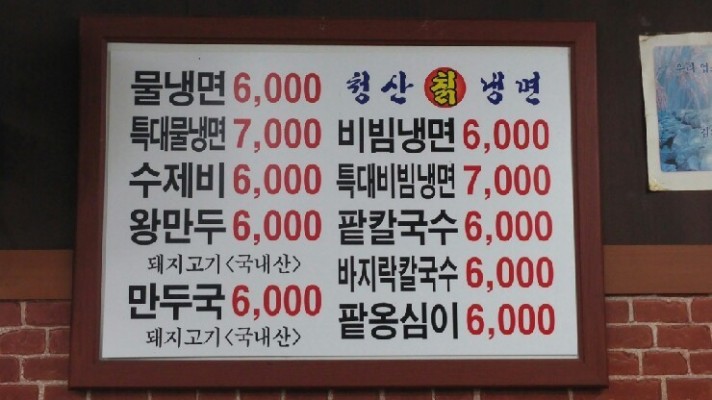 물냉면 6,000
특대물냉면 7,000
수제비 6,000
왕만두 6,000
돼지고기<국내산>
만두국 6,000
돼지고기<국내산>
청산 칡 냉면
비빔냉면 6,000
특대비빔냉면 7,000
팥칼국수 6,000
바지락칼국수 6,000
팥옹심이 6,000